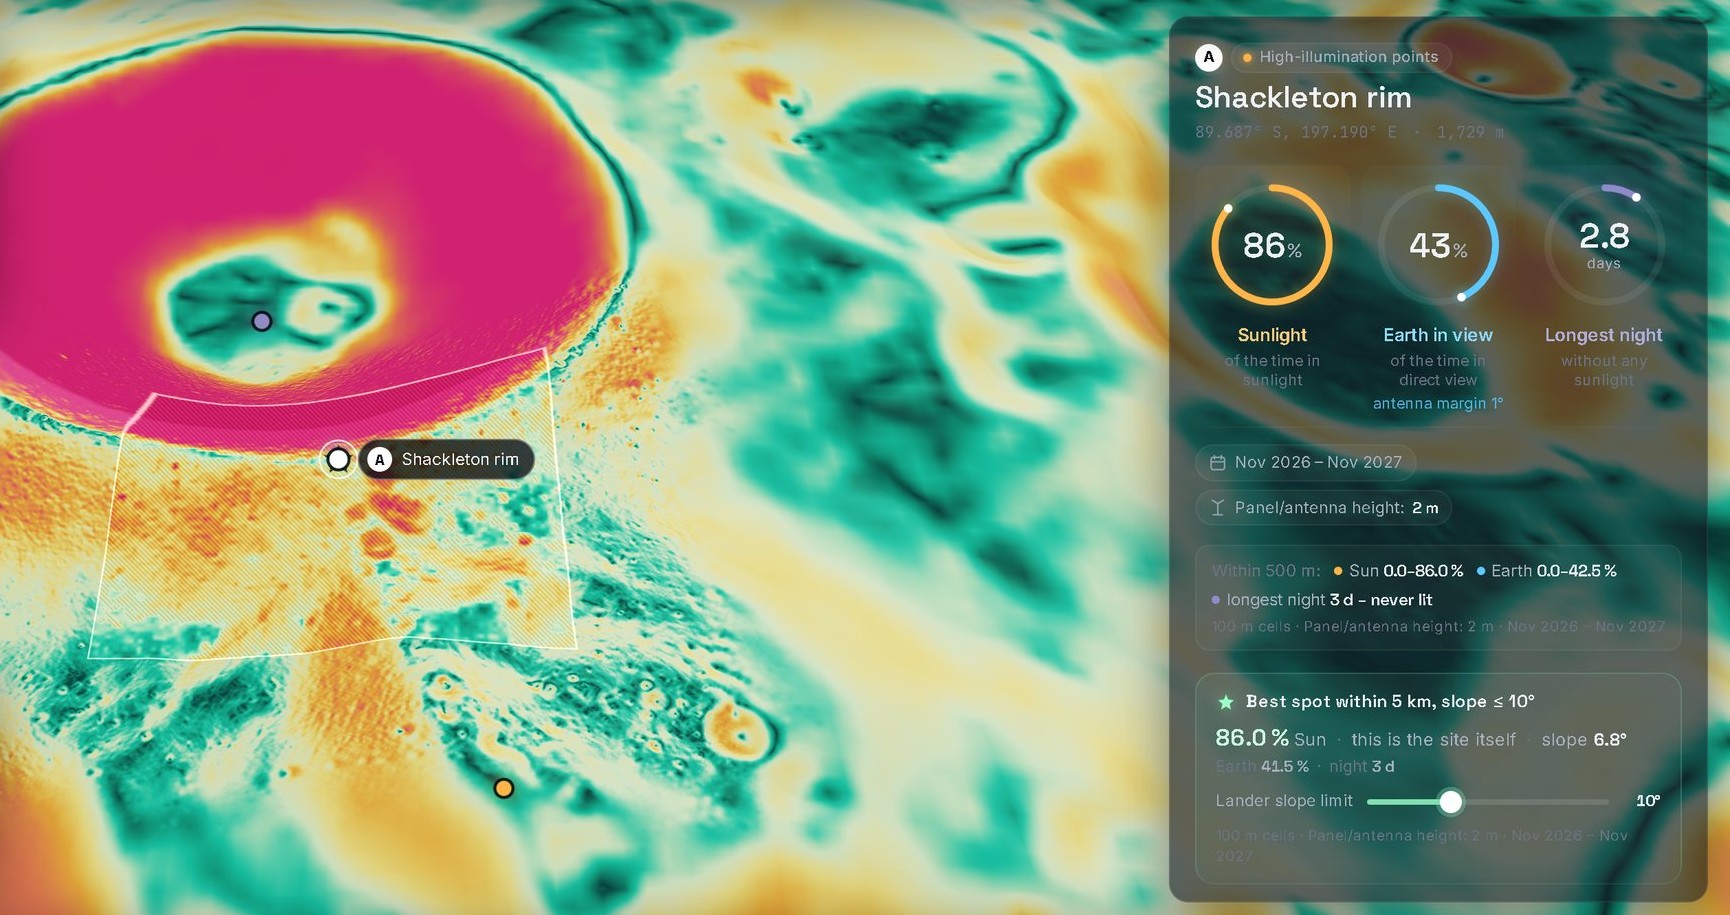 A Shackleton rim
A High-illumination points
Shackleton rim
89.687° S, 197.190° E · 1,729 m
86%
Sunlight
of the time in
sunlight
43%
Earth in view
of the time in
direct view
antenna margin 1°
2.8
days
Longest night
without any
sunlight
Nov 2026 – Nov 2027
Panel/antenna height: 2 m
Within 500 m: Sun 0.0–86.0 % Earth 0.0–42.5 %
longest night 3 d – never lit
100 m cells · Panel/antenna height: 2 m · Nov 2026 – Nov 2027
Best spot within 5 km, slope ≤ 10°
86.0 % Sun · this is the site itself · slope 6.8°
Earth 41.5 % · night 3 d
Lander slope limit 10°
100 m cells · Panel/antenna height: 2 m · Nov 2026 – Nov
2027